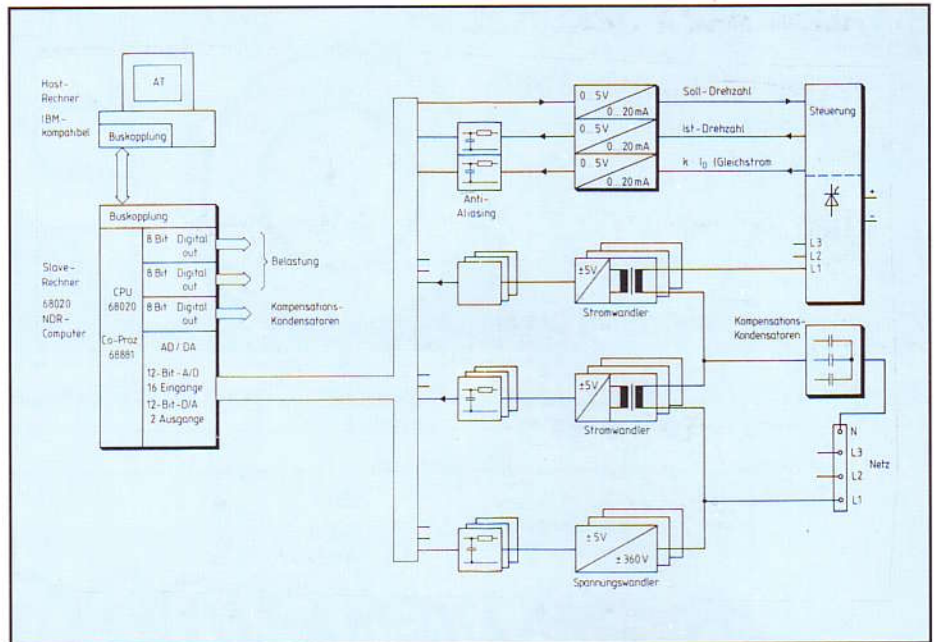 Host-
Rechner
IBM-
kompatibel
AT
Buskopplung
Buskopplung
Slave-
Rechner
68020
NDR-
Computer
CPU
68020
Co-Proz
68881
8 Bit Digital
out
8 Bit Digital
out
8 Bit Digital
out
AD / DA
12-Bit-A/D
16 Eingänge
12-Bit-D/A
2 Ausgange
Belastung
Kompensations-
Kondensatoren
Anti-
Aliasing
0...5V
0...20mA
0...5V
0...20mA
0...5V
0...20mA
Soll-Drehzahl
Ist-Drehzahl
k I0 (Gleichstrom
Steuerung
+
-
L3
L2
L1
±5V
Stromwandler
±5V
Stromwandler
Kompensations-
Kondensatoren
N
L3
L2
L1
Netz
±5V
±360V
Spannungswandler